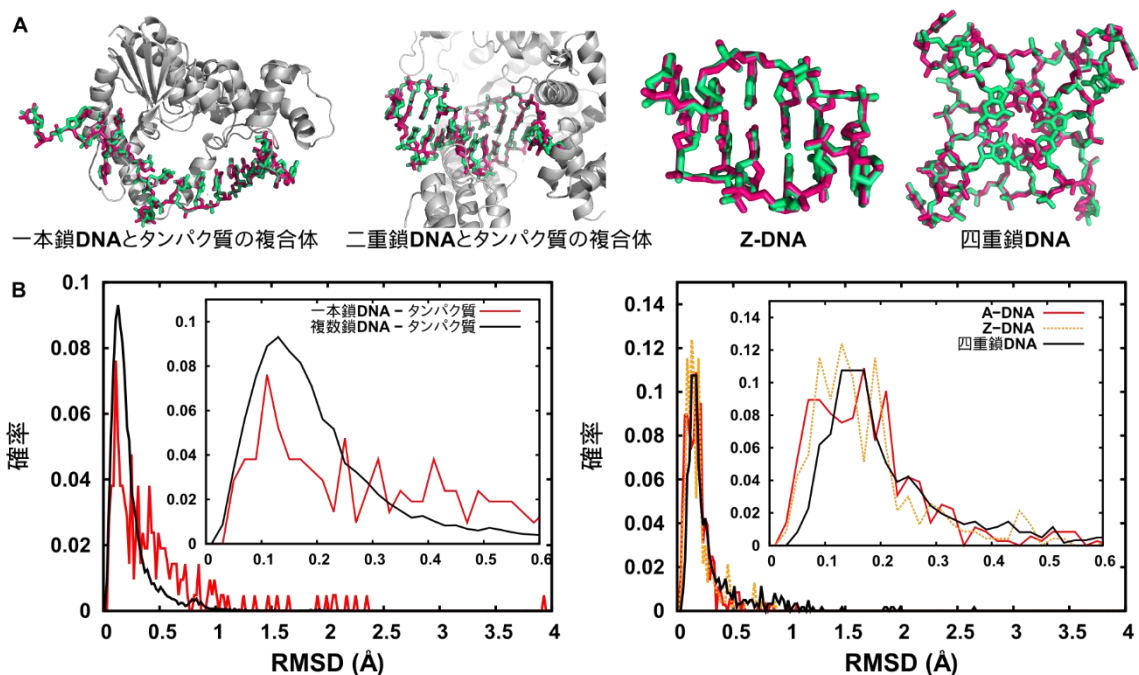 A
一本鎖DNAとタンパク質の複合体
二重鎖DNAとタンパク質の複合体
Z-DNA
四重鎖DNA
B
0.1
0.08
0.06
0.04
0.02
0
確率
0 0.5 1 1.5 2 2.5 3 3.5 4
RMSD (Å)
一本鎖DNA − タンパク質
複数鎖DNA − タンパク質
0.1
0.08
0.06
0.04
0.02
0
0 0.1 0.2 0.3 0.4 0.5 0.6
0.15
0.12
0.1
0.08
0.06
0.04
0.02
0
確率
0 0.5 1 1.5 2 2.5 3 3.5 4
RMSD (Å)
A−DNA
Z−DNA
四重鎖DNA
0.14
0.12
0.10
0.08
0.06
0.04
0.02
0
0 0.1 0.2 0.3 0.4 0.5 0.6